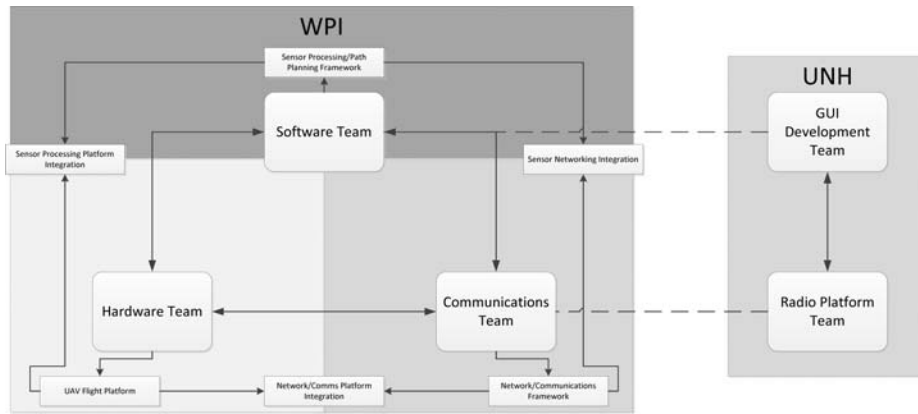 WPI
Sensor Processing/Path
Planning Framework
UNH
Software Team
GUI
Development
Team
Sensor Processing Platform
Integration
Sensor Networking Integration
Hardware Team
Communications
Team
Radio Platform
Team
UAV Flight Platform
Network/Comms Platform
Integration
Network/Communications
Framework